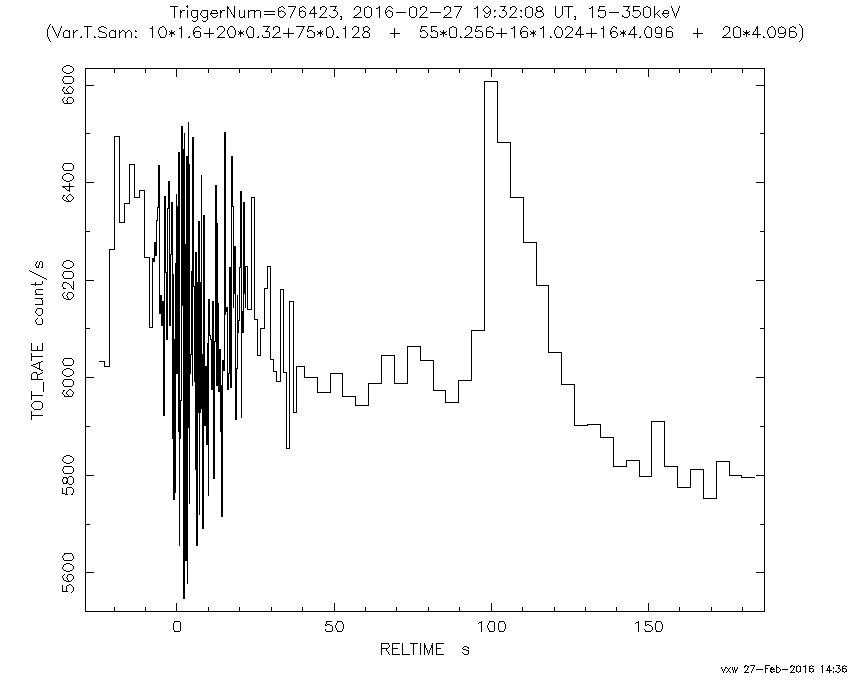 TriggerNum=676423, 2016-02-27 19:32:08 UT, 15-350keV
(Var.T.Sam: 10*1.6+20*0.32+75*0.128 + 55*0.256+16*1.024+16*4.096 + 20*4.096)
6600
6400
6200
6000
5800
5600
TOT_RATE count/s
0 50 100 150
RELTIME s
vxw 27-Feb-2016 14:36